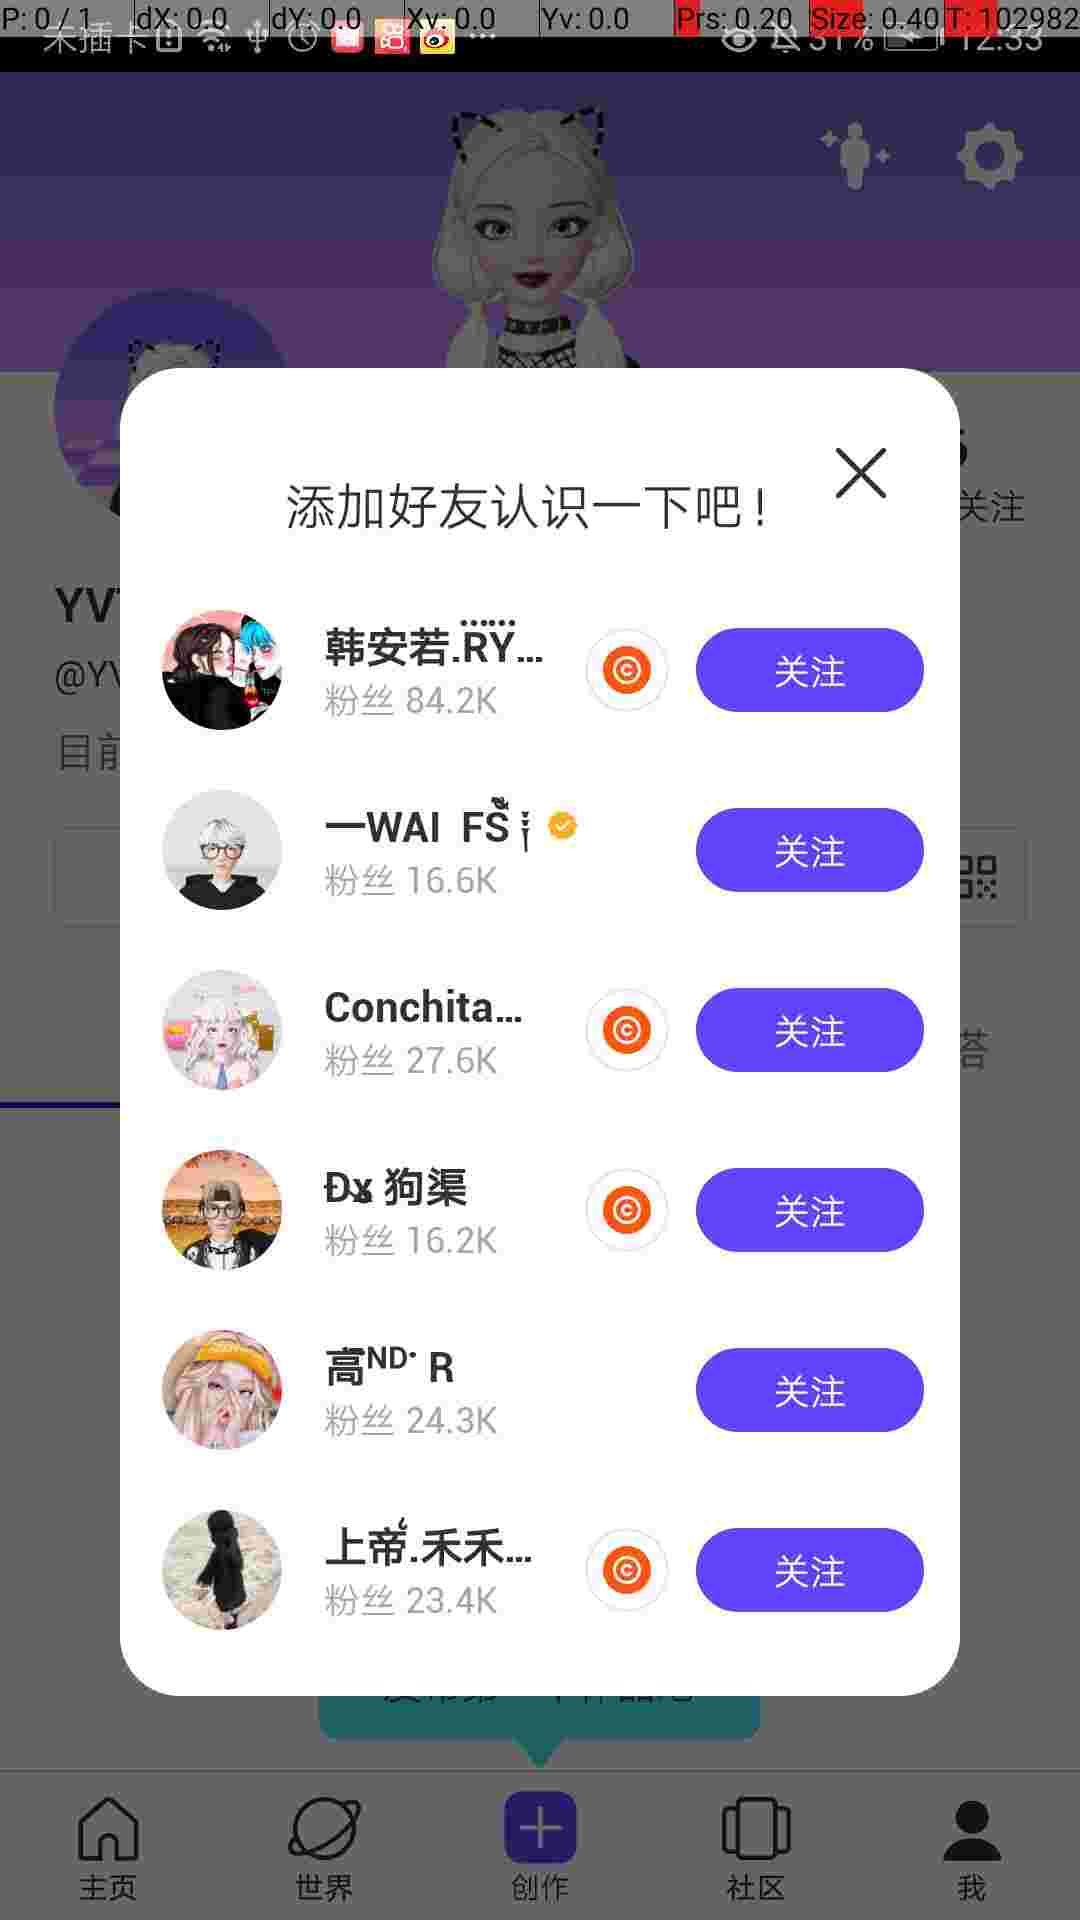 P: 0 / 1 dX: 0.0 dY: 0.0 Xv: 0.0 Yv: 0.0 Prs: 0.20 Size: 0.40 T: 102982
未插卡 31% 12:33
添加好友认识一下吧！
关注
YV
@YV
目前
韩安若.RY...
粉丝 84.2K
关注
一WAI FS
粉丝 16.6K
关注
Conchita...
粉丝 27.6K
关注
答
狗渠
粉丝 16.2K
关注
高ᴺᴰ· R
粉丝 24.3K
关注
上帝.禾禾...
粉丝 23.4K
关注
主页 世界 创作 社区 我